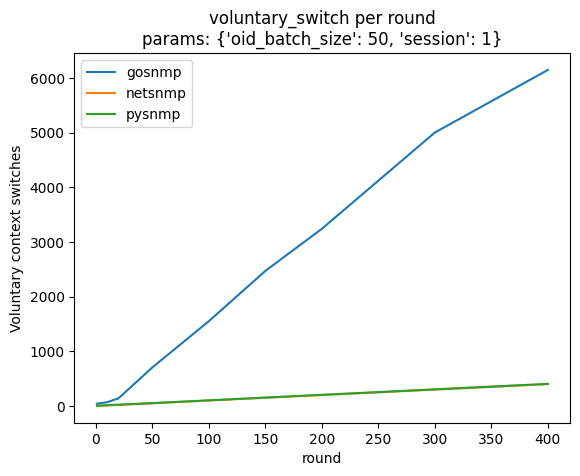 voluntary_switch per round
params: {'oid_batch_size': 50, 'session': 1}
gosnmp
netsnmp
pysnmp
Voluntary context switches
6000
5000
4000
3000
2000
1000
0
0 50 100 150 200 250 300 350 400
round